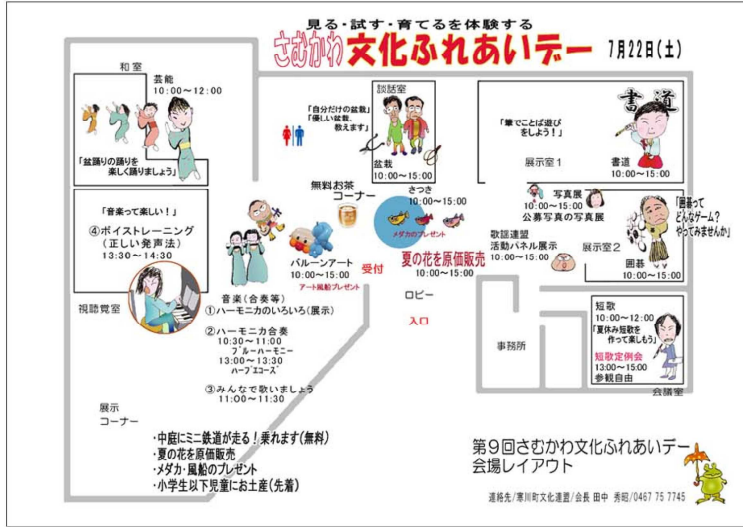 見る・試す・育てるを体験する
さむかわ文化ふれあいデー 7月22日(土)
和室
芸能
10:00～12:00
「盆踊りの踊りを
楽しく踊りましょう」
談話室
「自分だけの盆栽」
「優しい盆栽、
教えます」
盆栽
10:00～15:00
書道
「筆でことば遊び
をしよう!」
展示室1
書道
10:00～15:00
無料お茶
コーナー
さつき
10:00～15:00
メダカのプレゼント
写真展
10:00～15:00
公募写真の写真展
「囲碁って
どんなゲーム?
やってみませんか」
歌謡連盟
活動パネル展示
10:00～15:00
展示室2
囲碁
10:00～15:00
「音楽って楽しい!」
④ボイストレーニング
(正しい発声法)
13:30～14:30
視聴覚室
バルーンアート
10:00～15:00
アート風船プレゼント
受付
夏の花を原価販売
10:00～15:00
ロビー
入口
音楽(合奏等)
①ハーモニカのいろいろ(展示)
②ハーモニカ合奏
10:30～11:00
ブルーハーモニー
13:00～13:30
ハープエコーズ
③みんなで歌いましょう
11:00～11:30
事務所
短歌
10:00～12:00
「夏休み短歌を
作って楽しもう」
短歌定例会
13:00～15:00
参観自由
会議室
展示
コーナー
・中庭にミニ鉄道が走る!乗れます(無料)
・夏の花を原価販売
・メダカ・風船のプレゼント
・小学生以下児童にお土産(先着)
第9回さむかわ文化ふれあいデー
会場レイアウト
連絡先/寒川町文化連盟/会長 田中 秀昭/0467 75 7745